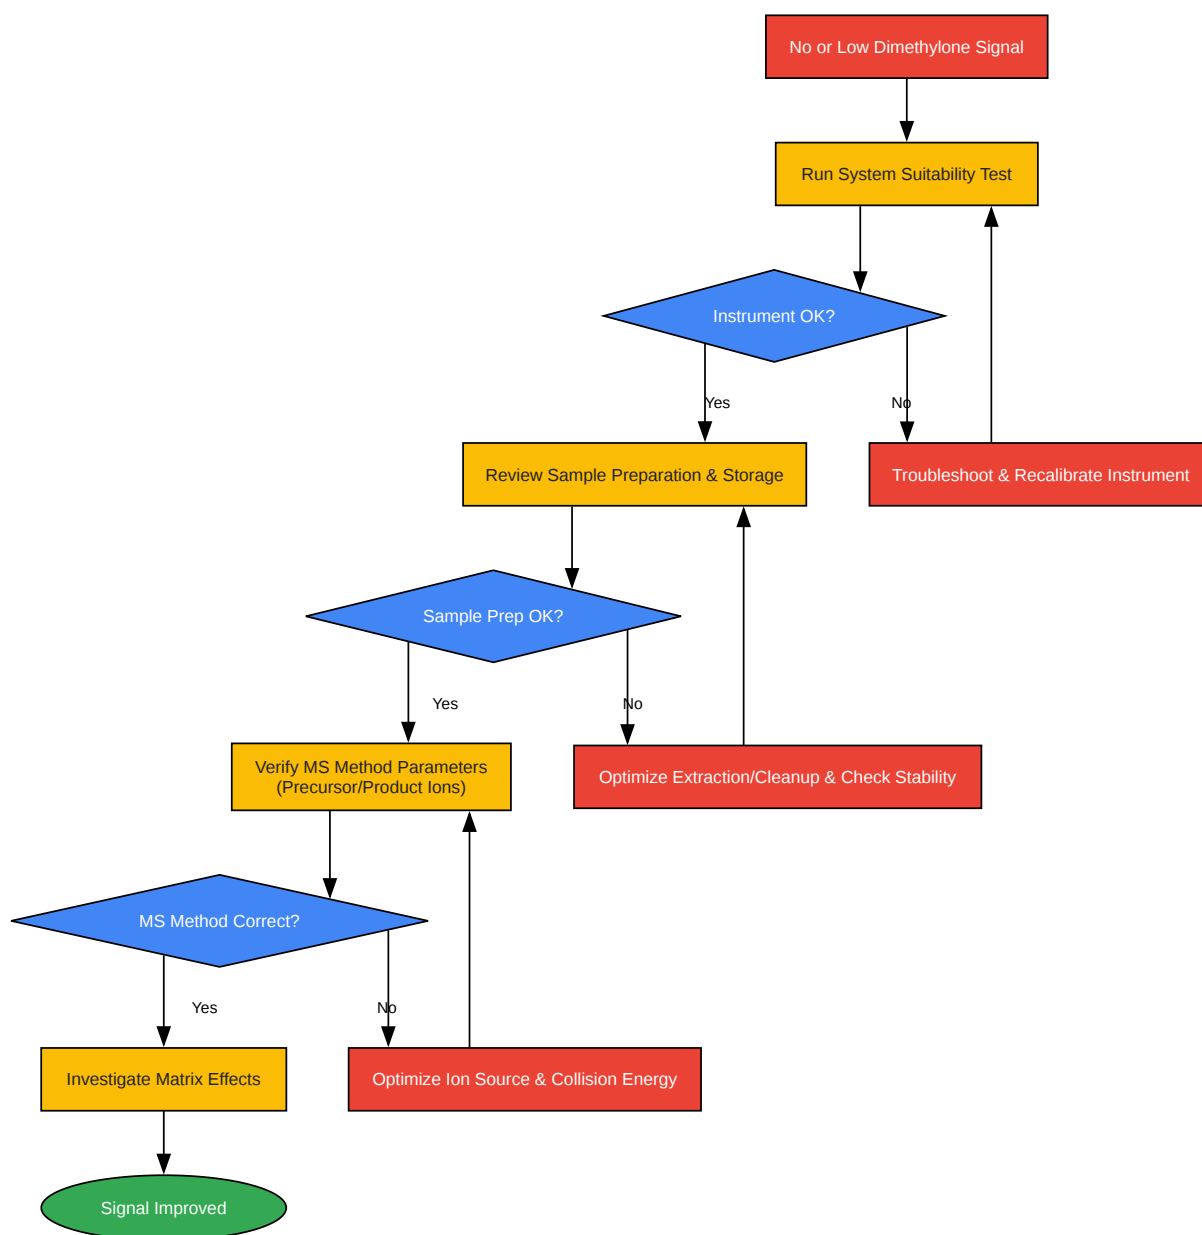 No or Low Dimethylone Signal
Run System Suitability Test
Instrument OK?
Yes
No
Review Sample Preparation & Storage
Troubleshoot & Recalibrate Instrument
Sample Prep OK?
Yes
No
Verify MS Method Parameters
(Precursor/Product Ions)
Optimize Extraction/Cleanup & Check Stability
MS Method Correct?
Yes
No
Investigate Matrix Effects
Optimize Ion Source & Collision Energy
Signal Improved